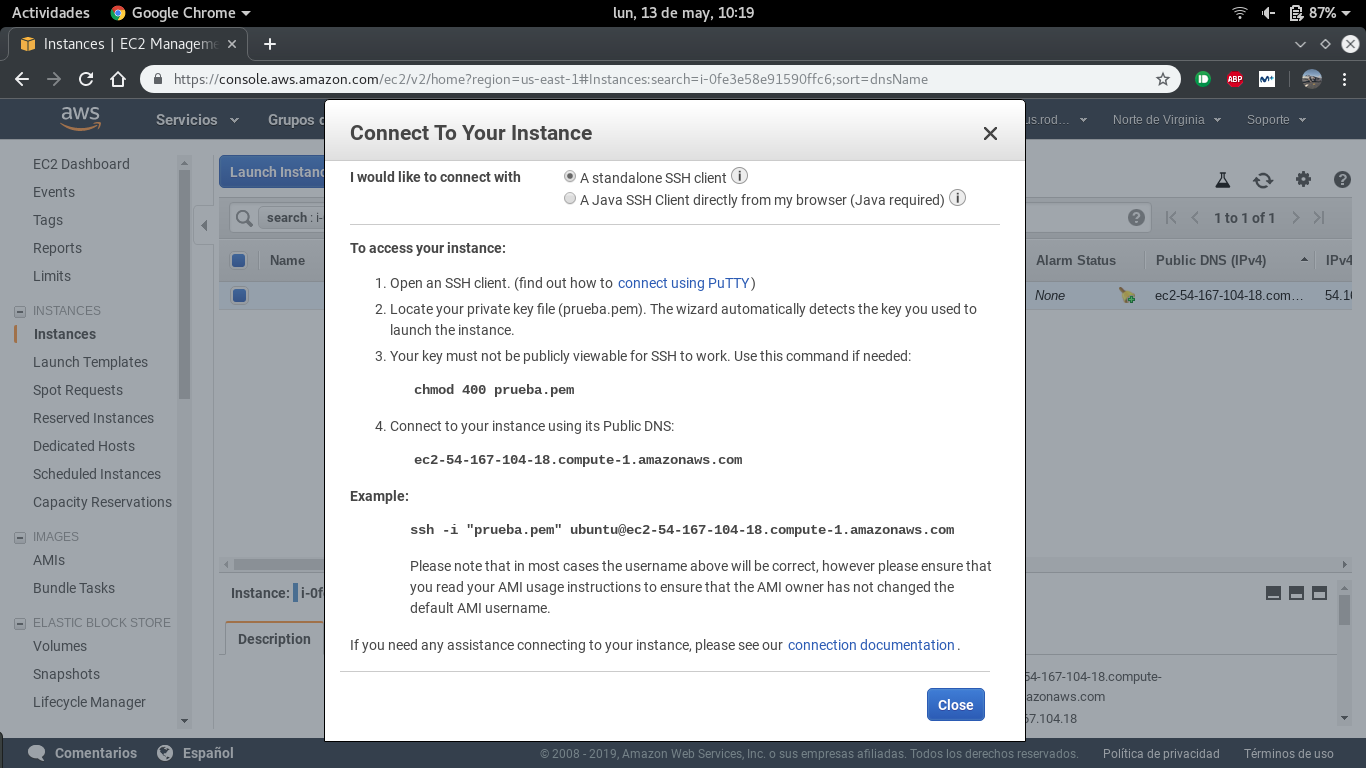 Actividades Google Chrome lun, 13 de may, 10:19 87%
Instances | EC2 Manageme
https://console.aws.amazon.com/ec2/v2/home?region=us-east-1#Instances:search=i-0fe3e58e91590ffc6;sort=dnsName
ABP
aws Servicios Grupos d us.rod… Norte de Virginia Soporte
EC2 Dashboard
Events
Tags
Reports
Limits
INSTANCES
Instances
Launch Templates
Spot Requests
Reserved Instances
Dedicated Hosts
Scheduled Instances
Capacity Reservations
IMAGES
AMIs
Bundle Tasks
ELASTIC BLOCK STORE
Volumes
Snapshots
Lifecycle Manager
Launch Instanc
search : i-
1 to 1 of 1
Name Alarm Status Public DNS (IPv4) IPv4
None ec2-54-167-104-18.com… 54.16
Instance: i-0f
Description
54-167-104-18.compute-
azonaws.com
67.104.18
Connect To Your Instance
I would like to connect with
A standalone SSH client
A Java SSH Client directly from my browser (Java required)
To access your instance:
1. Open an SSH client. (find out how to connect using PuTTY)
2. Locate your private key file (prueba.pem). The wizard automatically detects the key you used to
launch the instance.
3. Your key must not be publicly viewable for SSH to work. Use this command if needed:
chmod 400 prueba.pem
4. Connect to your instance using its Public DNS:
ec2-54-167-104-18.compute-1.amazonaws.com
Example:
ssh -i "prueba.pem" ubuntu@ec2-54-167-104-18.compute-1.amazonaws.com
Please note that in most cases the username above will be correct, however please ensure that
you read your AMI usage instructions to ensure that the AMI owner has not changed the
default AMI username.
If you need any assistance connecting to your instance, please see our connection documentation.
Close
Comentarios Español © 2008 - 2019, Amazon Web Services, Inc. o sus empresas afiliadas. Todos los derechos reservados. Política de privacidad Términos de uso